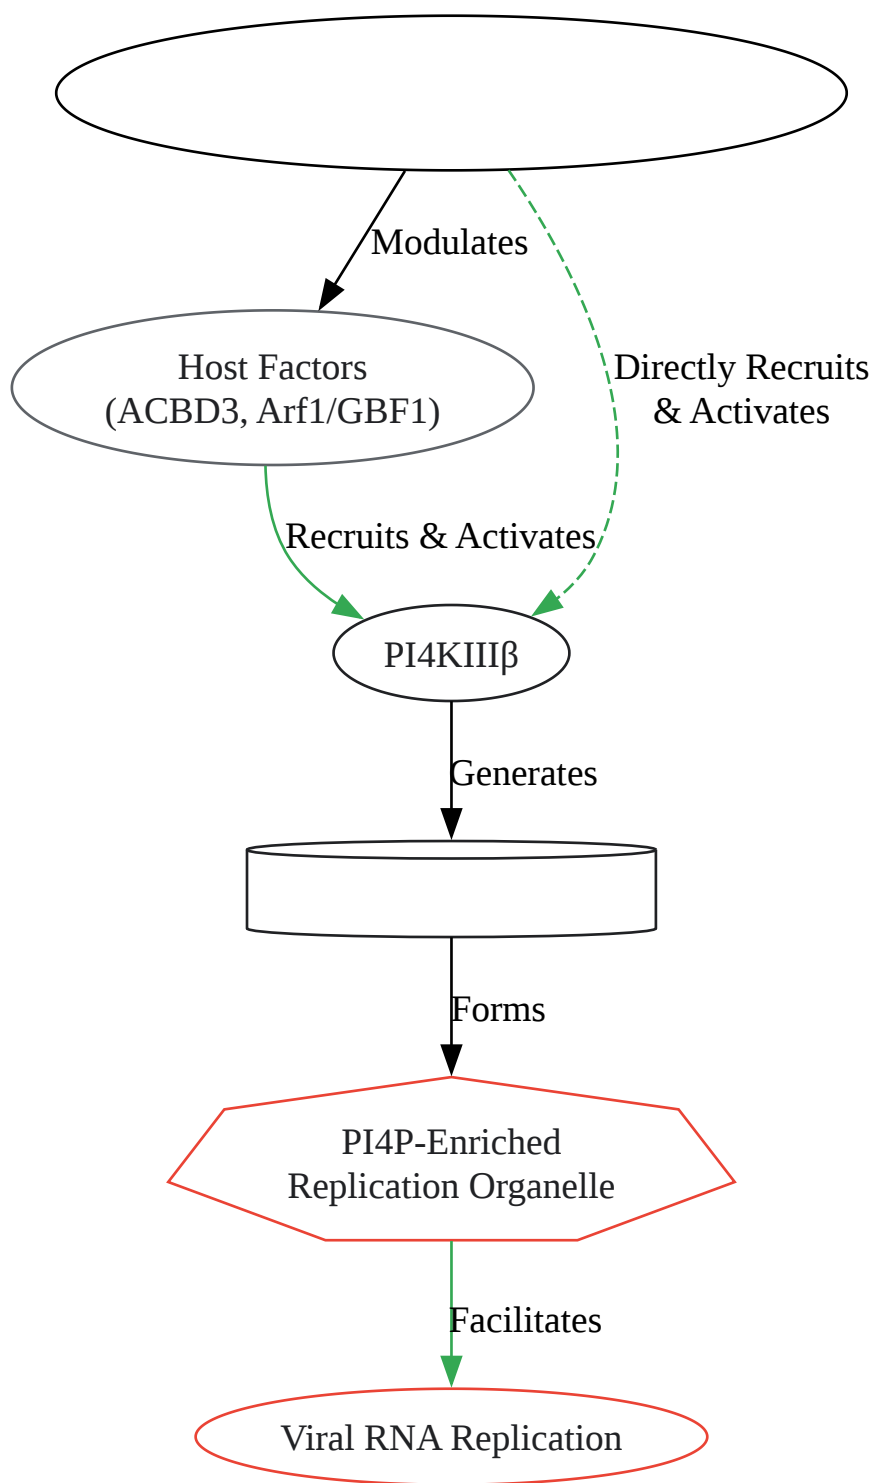 Modulates
Host Factors
(ACBD3, Arf1/GBF1)
Directly Recruits
& Activates
Recruits & Activates
PI4KIIIβ
Generates
Forms
PI4P-Enriched
Replication Organelle
Facilitates
Viral RNA Replication